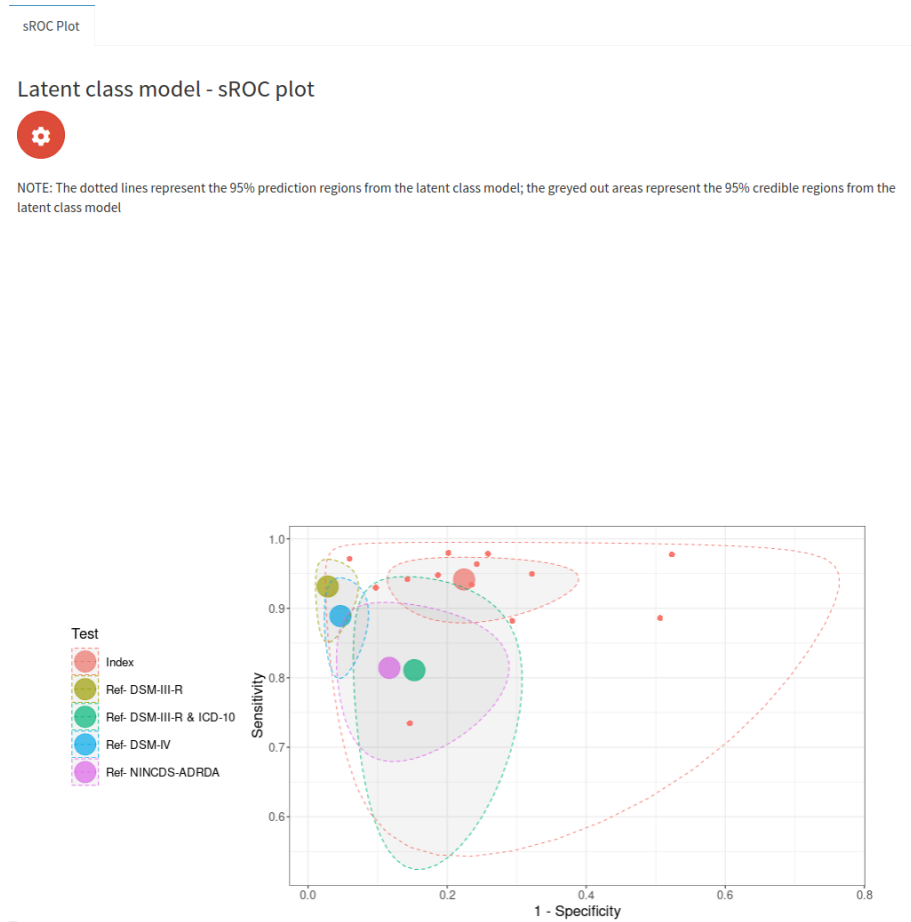 sROC Plot
Latent class model - sROC plot
NOTE: The dotted lines represent the 95% prediction regions from the latent class model; the greyed out areas represent the 95% credible regions from the
latent class model
Test
Index
Ref- DSM-III-R
Ref- DSM-III-R & ICD-10
Ref- DSM-IV
Ref- NINCDS-ADRDA
Sensitivity
1.0
0.9
0.8
0.7
0.6
0.0 0.2 0.4 0.6 0.8
1 - Specificity